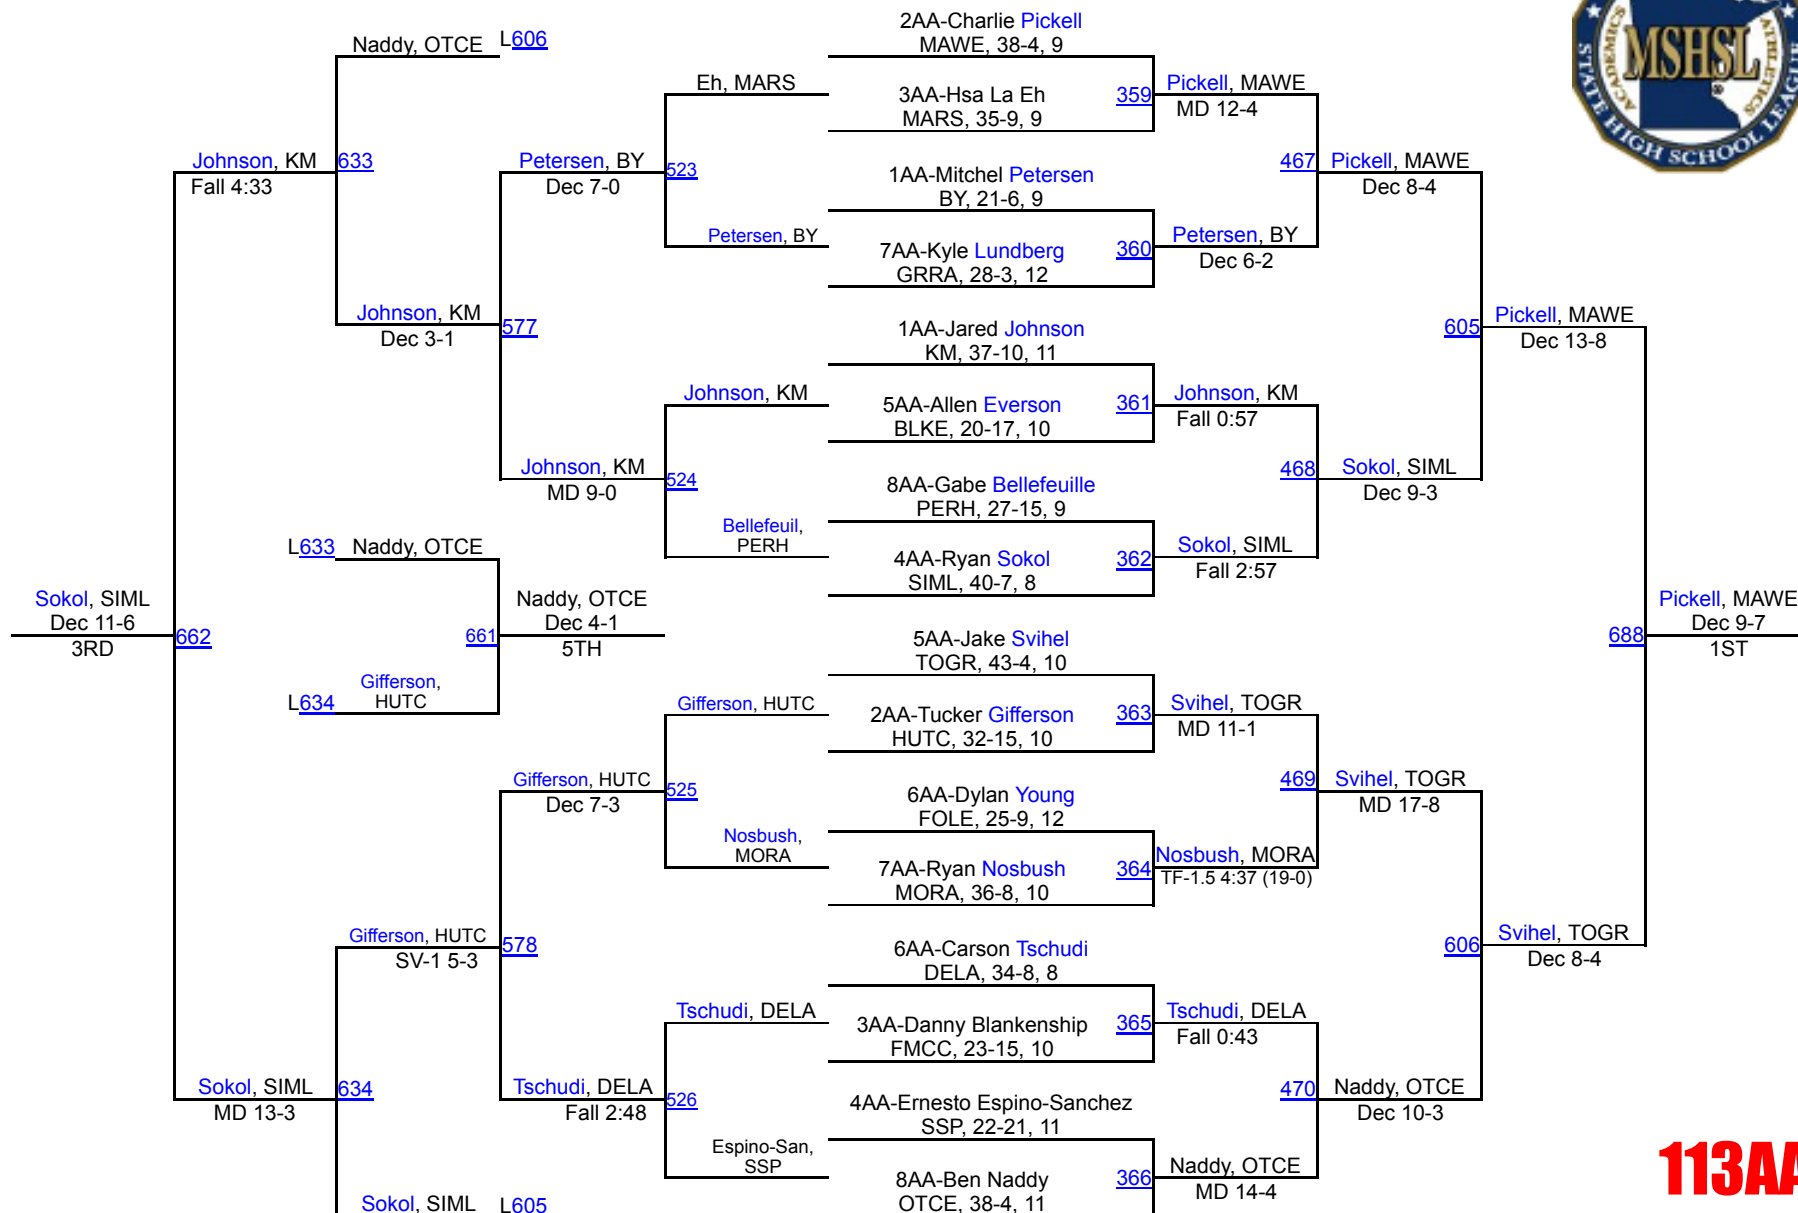 2AA-Charlie Pickell
MAWE, 38-4, 9
Naddy, OTCE L606
Eh, MARS
3AA-Hsa La Eh
MARS, 35-9, 9
359
Pickell, MAWE
MD 12-4
ACADEMICS
ATHLETICS
MSHSL
STATE HIGH SCHOOL LEAGUE
Johnson, KM
Fall 4:33
633
Petersen, BY
Dec 7-0
523
1AA-Mitchel Petersen
BY, 21-6, 9
467
Pickell, MAWE
Dec 8-4
Petersen, BY
7AA-Kyle Lundberg
GRRA, 28-3, 12
360
Petersen, BY
Dec 6-2
Johnson, KM
Dec 3-1
577
1AA-Jared Johnson
KM, 37-10, 11
605
Pickell, MAWE
Dec 13-8
Johnson, KM
5AA-Allen Everson
BLKE, 20-17, 10
361
Johnson, KM
Fall 0:57
Johnson, KM
MD 9-0
524
8AA-Gabe Bellefeuille
PERH, 27-15, 9
468
Sokol, SIML
Dec 9-3
Bellefeuil,
PERH
4AA-Ryan Sokol
SIML, 40-7, 8
362
Sokol, SIML
Fall 2:57
L633 Naddy, OTCE
Sokol, SIML
Dec 11-6
3RD
662
661
Naddy, OTCE
Dec 4-1
5TH
Pickell, MAWE
Dec 9-7
1ST
688
L634
Gifferson,
HUTC
5AA-Jake Svihel
TOGR, 43-4, 10
Gifferson, HUTC
2AA-Tucker Gifferson
HUTC, 32-15, 10
363
Svihel, TOGR
MD 11-1
Gifferson, HUTC
Dec 7-3
525
6AA-Dylan Young
FOLE, 25-9, 12
469
Svihel, TOGR
MD 17-8
Nosbush,
MORA
7AA-Ryan Nosbush
MORA, 36-8, 10
364
Nosbush, MORA
TF-1.5 4:37 (19-0)
Gifferson, HUTC
SV-1 5-3
578
6AA-Carson Tschudi
DELA, 34-8, 8
606
Svihel, TOGR
Dec 8-4
Tschudi, DELA
3AA-Danny Blankenship
FMCC, 23-15, 10
365
Tschudi, DELA
Fall 0:43
Sokol, SIML
MD 13-3
634
Tschudi, DELA
Fall 2:48
526
4AA-Ernesto Espino-Sanchez
SSP, 22-21, 11
470
Naddy, OTCE
Dec 10-3
Espino-San,
SSP
8AA-Ben Naddy
OTCE, 38-4, 11
366
Naddy, OTCE
MD 14-4
Sokol, SIML L605
113AA